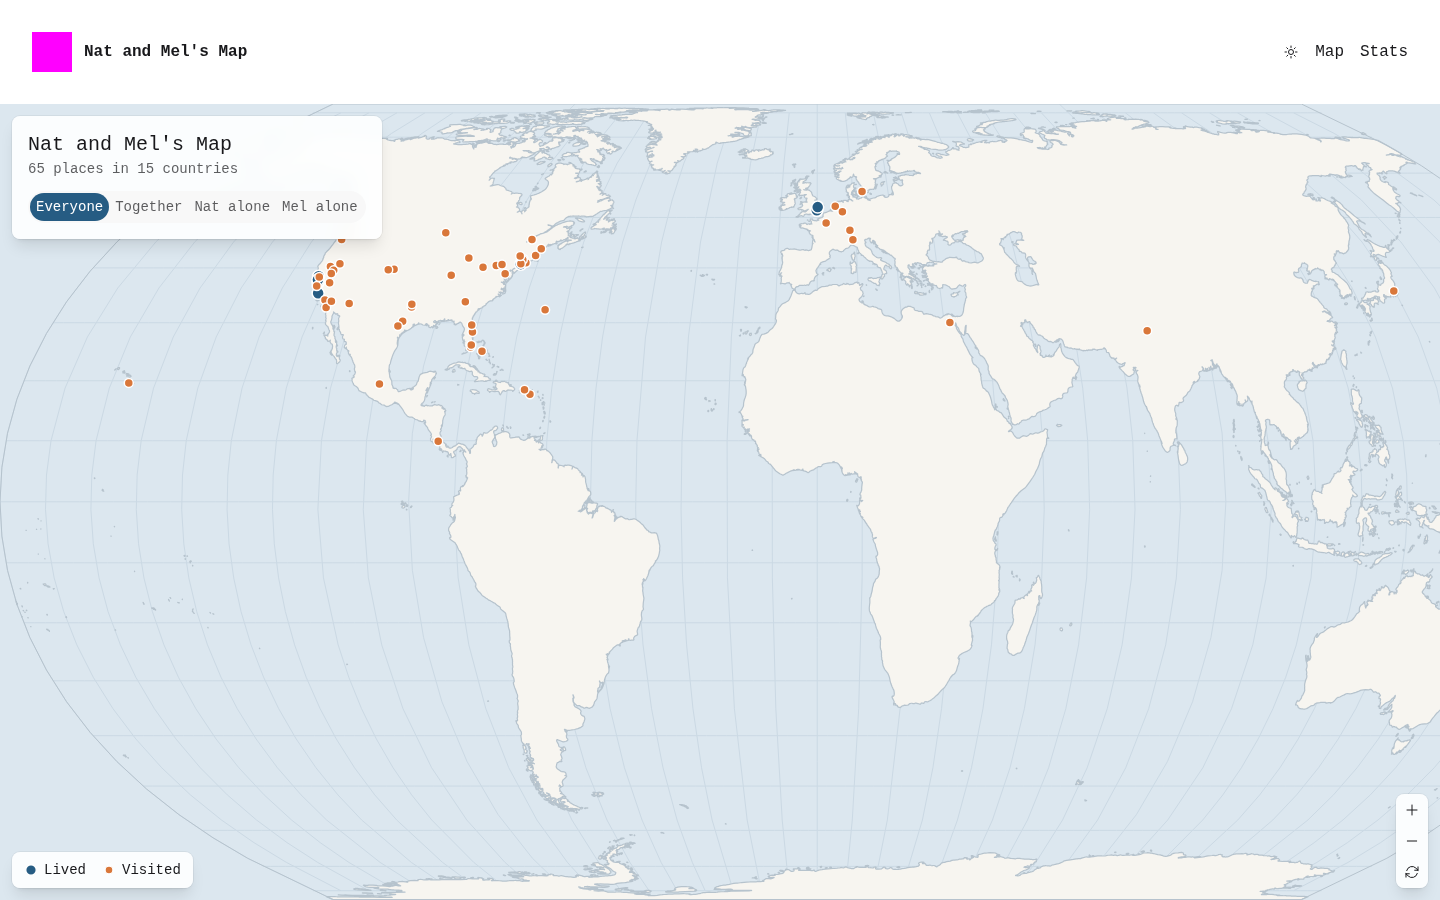 Nat and Mel's Map
Map Stats
Nat and Mel's Map
65 places in 15 countries
Everyone Together Nat alone Mel alone
Lived Visited